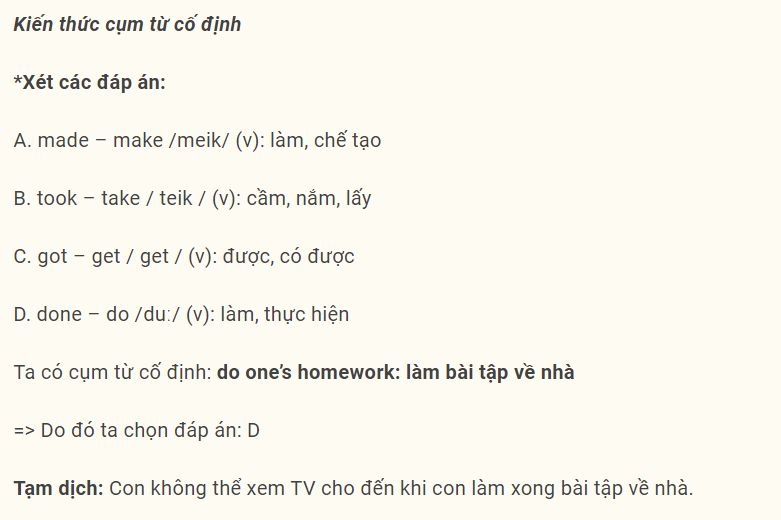 Kiến thức cụm từ cố định
*Xét các đáp án:
A. made – make /meik/ (v): làm, chế tạo
B. took – take / teik / (v): cầm, nắm, lấy
C. got – get / get / (v): được, có được
D. done – do /duː/ (v): làm, thực hiện
Ta có cụm từ cố định: do one’s homework: làm bài tập về nhà
=> Do đó ta chọn đáp án: D
Tạm dịch: Con không thể xem TV cho đến khi con làm xong bài tập về nhà.